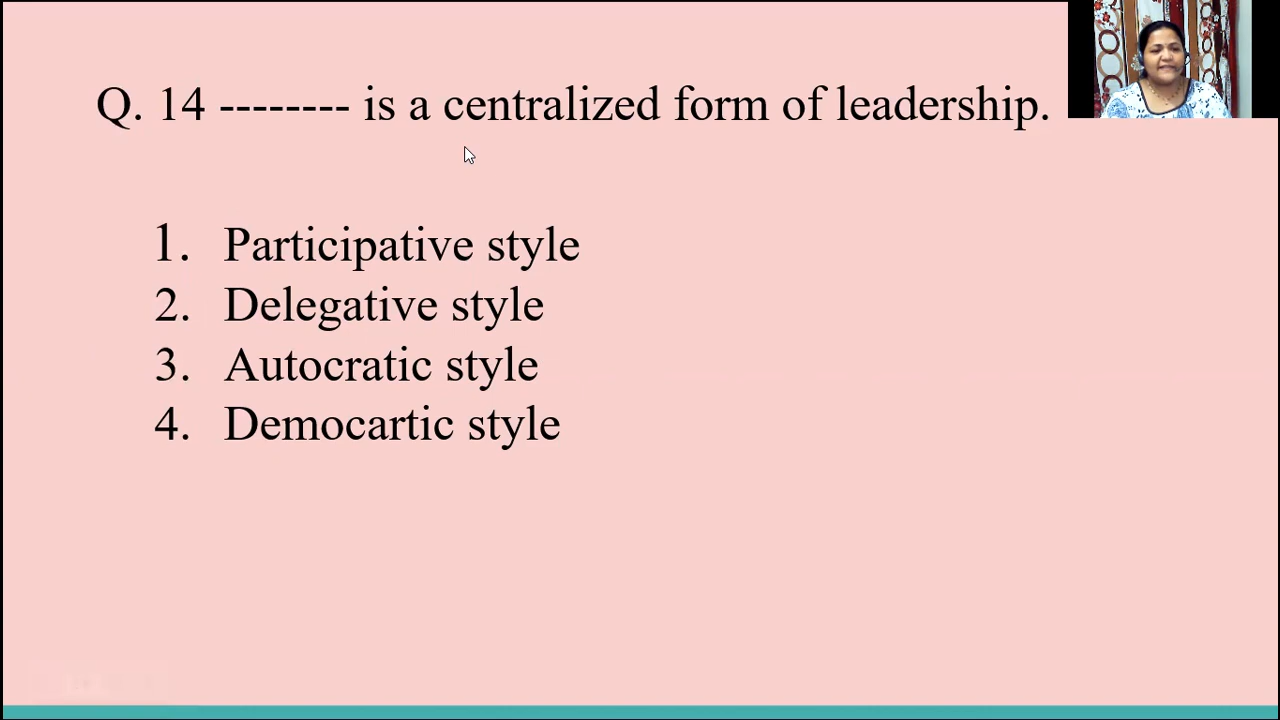 Q. 14 -------- is a centralized form of leadership.
1. Participative style
2. Delegative style
3. Autocratic style
4. Democartic style